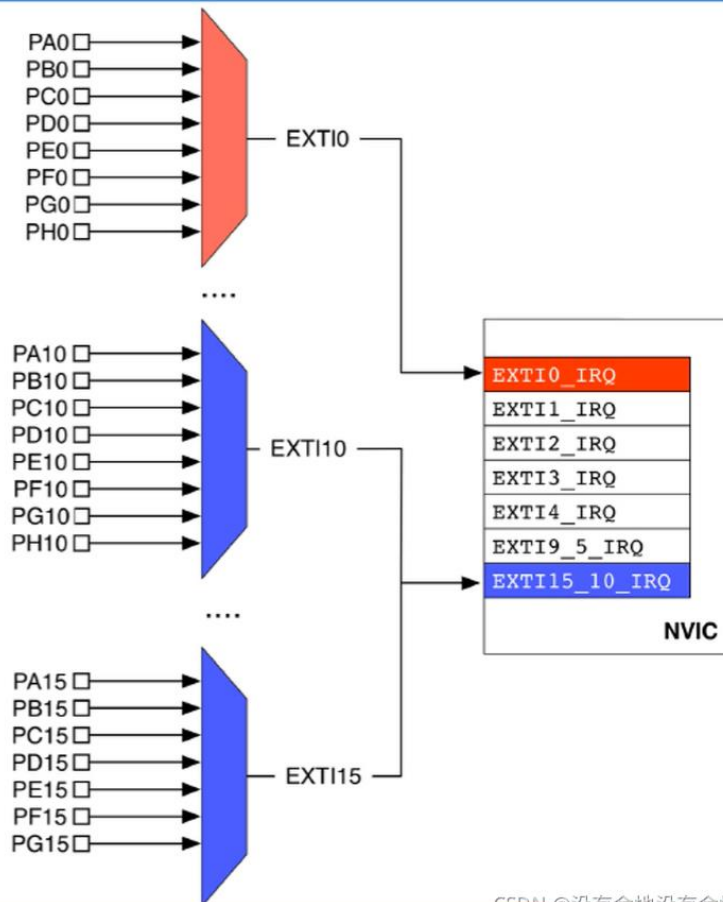 PA0
PB0
PC0
PD0
PE0
PF0
PG0
PH0
EXTI0
....
PA10
PB10
PC10
PD10
PE10
PF10
PG10
PH10
EXTI10
....
PA15
PB15
PC15
PD15
PE15
PF15
PG15
EXTI15
EXTI0_IRQ
EXTI1_IRQ
EXTI2_IRQ
EXTI3_IRQ
EXTI4_IRQ
EXTI9_5_IRQ
EXTI15_10_IRQ
NVIC